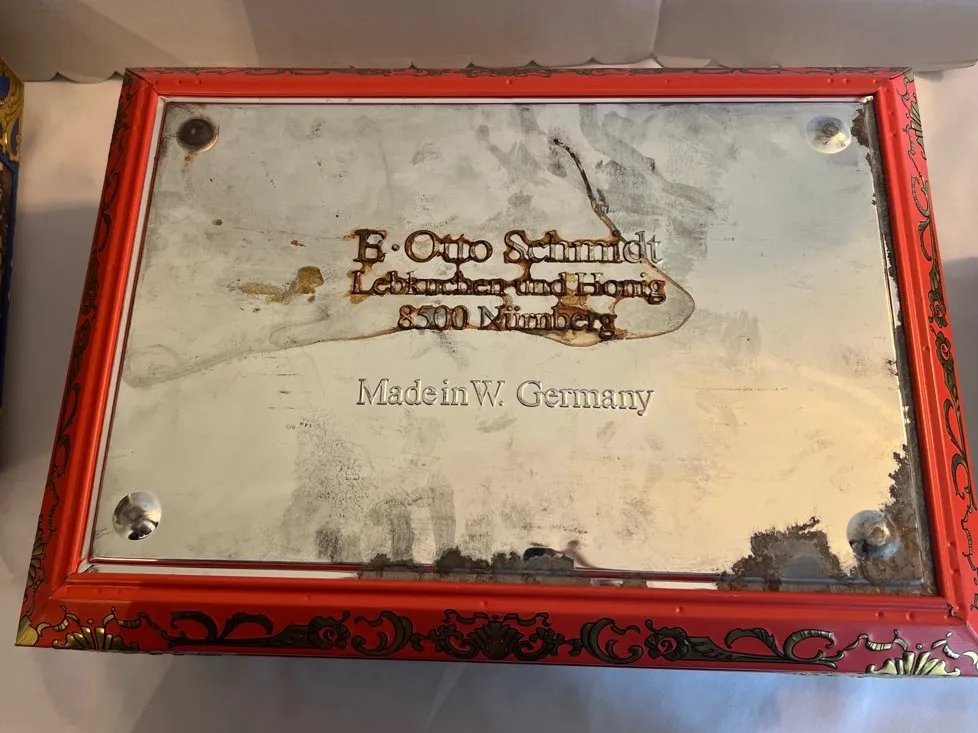 E·Otto Schmidt
Lebkuchen und Honig
8500 Nürnberg
Made in W. Germany